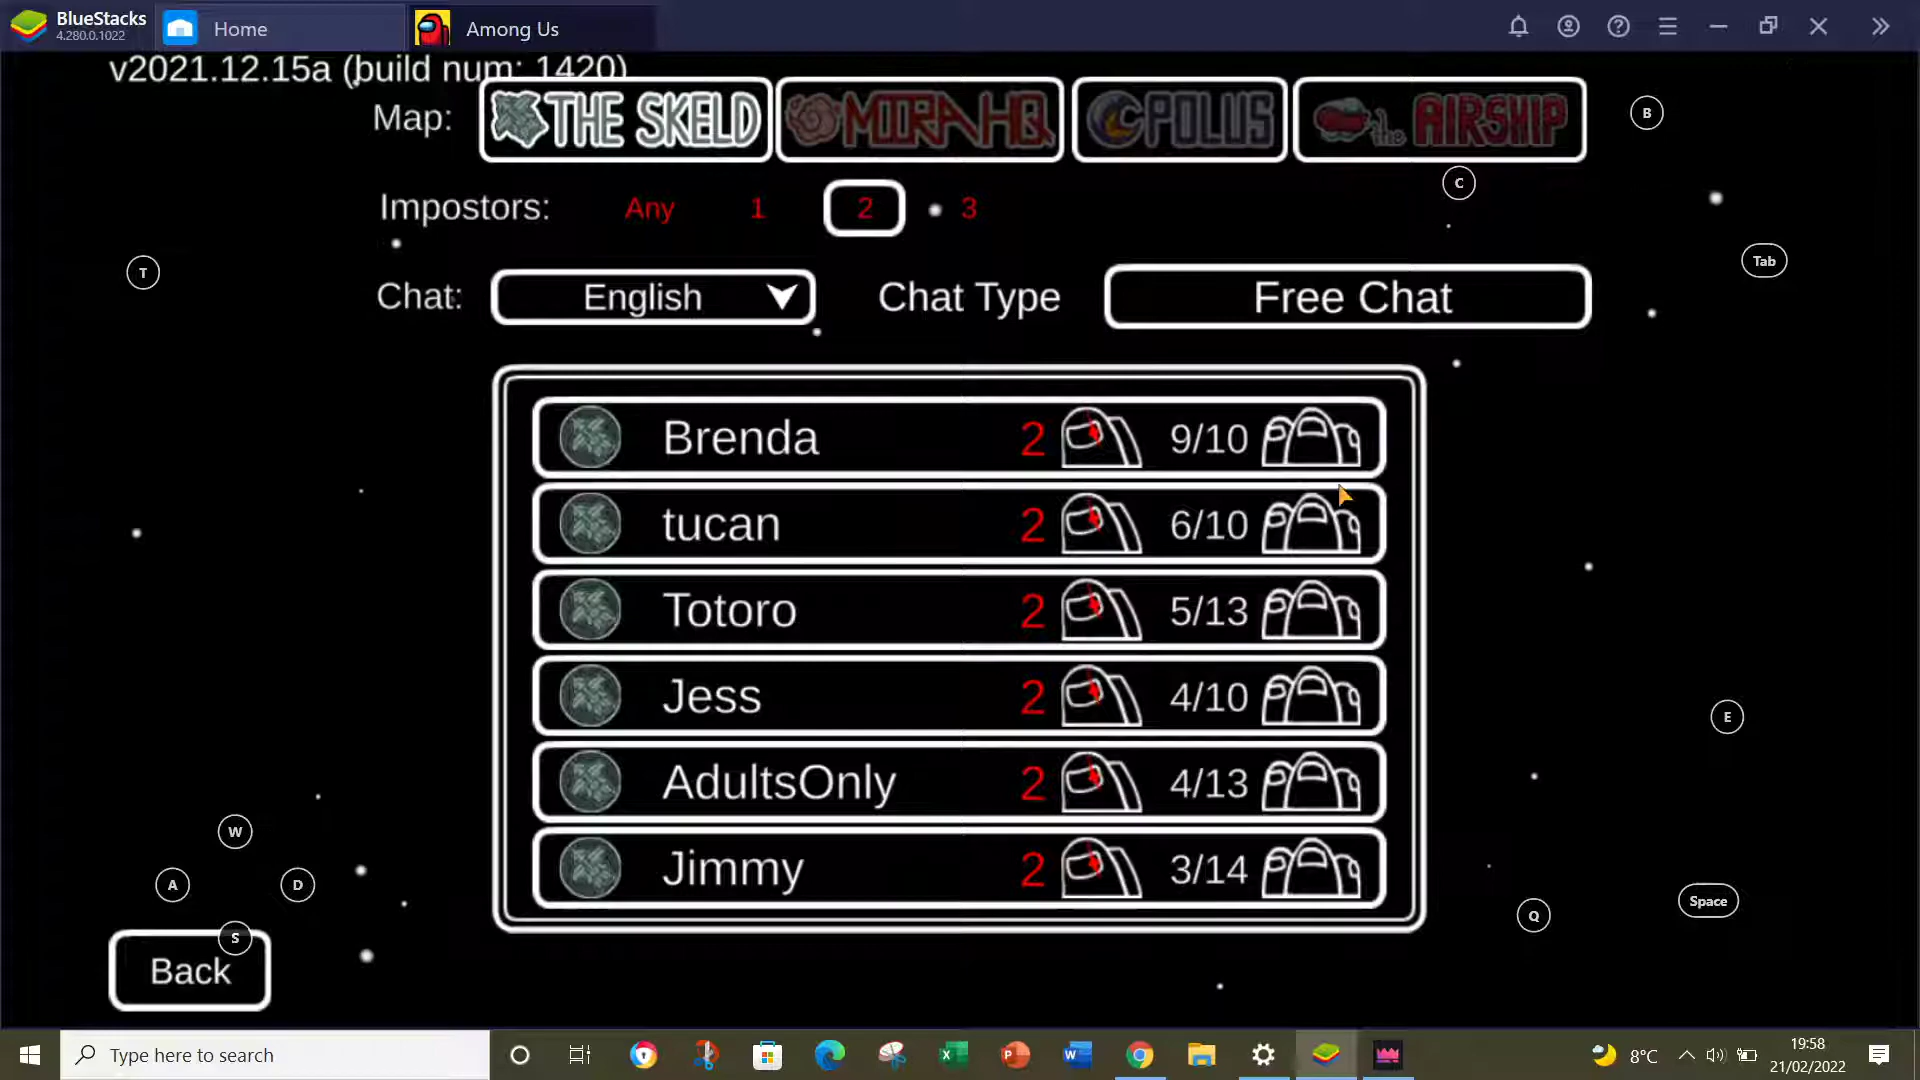 BlueStacks
4.280.0.1022
Home
Among Us
v2021.12.15a (build num: 1420)
Map: THE SKELD MIRA HQ POLUS the AIRSHIP
B
C
Impostors: Any 1 2 3
T
Tab
Chat: English Chat Type Free Chat
Brenda 2 9/10
tucan 2 6/10
Totoro 2 5/13
Jess 2 4/10
E
AdultsOnly 2 4/13
W
Jimmy 2 3/14
A D
Space
Q
S
Back
Type here to search
8°C
19:58
21/02/2022